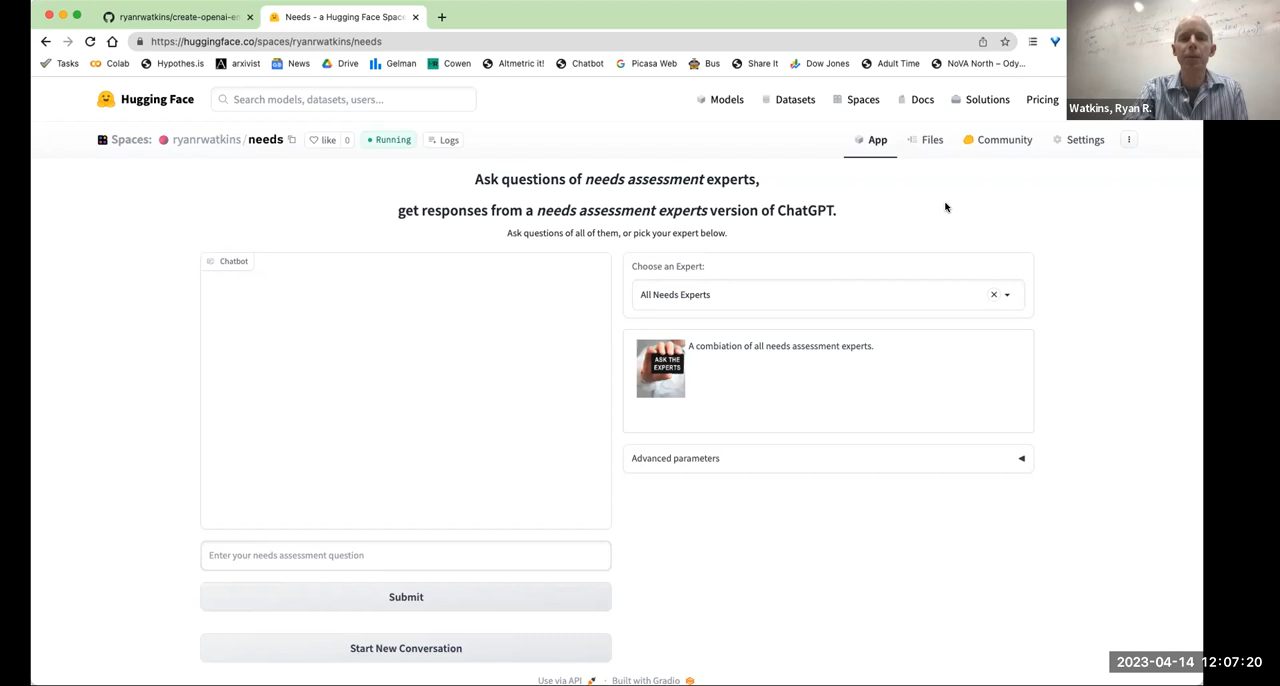 ryanrwatkins/create-openai-en
Needs - a Hugging Face Space
https://huggingface.co/spaces/ryanrwatkins/needs
Tasks Colab Hypothes.is arxivist News Drive Gelman Cowen Altmetric it! Chatbot Picasa Web Bus Share It Dow Jones Adult Time NoVA North – Ody...
Watkins, Ryan R.
Hugging Face
Search models, datasets, users...
Models Datasets Spaces Docs Solutions Pricing
Spaces: ryanrwatkins/needs like 0 Running Logs
App Files Community Settings
Ask questions of needs assessment experts,
get responses from a needs assessment experts version of ChatGPT.
Ask questions of all of them, or pick your expert below.
Chatbot
Choose an Expert:
All Needs Experts
ASK THE
EXPERTS
A combiation of all needs assessment experts.
Advanced parameters
Enter your needs assessment question
Submit
Start New Conversation
Use via API · Built with Gradio
2023-04-14 12:07:20